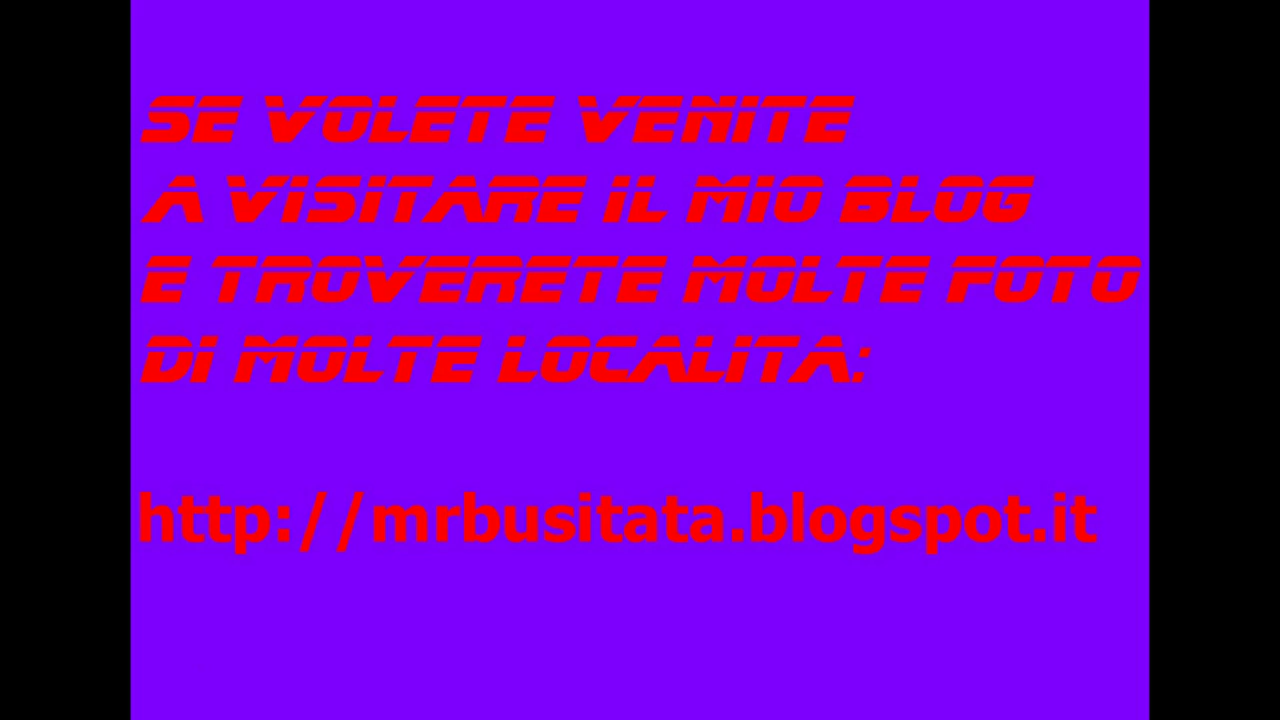 SE VOLETE VENITE
A VISITARE IL MIO BLOG
E TROVERETE MOLTE FOTO
DI MOLTE LOCALITA:
http://mrbusitata.blogspot.it